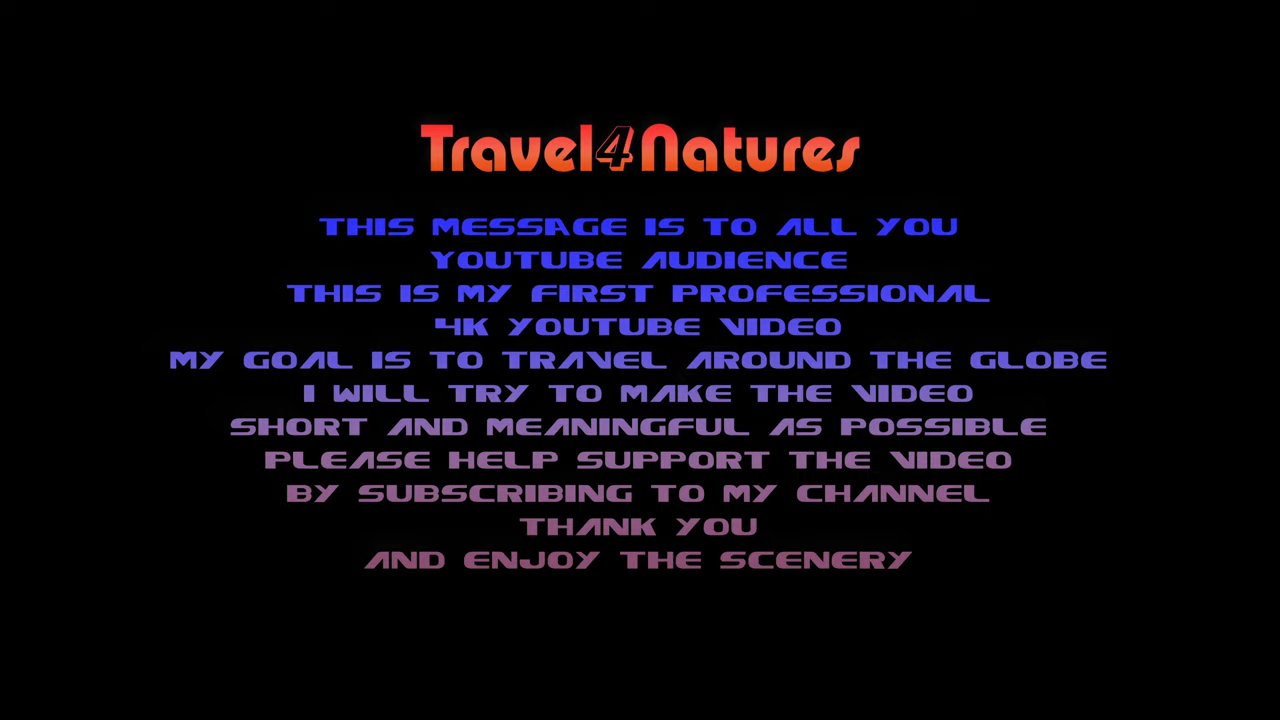 Travel4Natures
THIS MESSAGE IS TO ALL YOU
YOUTUBE AUDIENCE
THIS IS MY FIRST PROFESSIONAL
4K YOUTUBE VIDEO
MY GOAL IS TO TRAVEL AROUND THE GLOBE
I WILL TRY TO MAKE THE VIDEO
SHORT AND MEANINGFUL AS POSSIBLE
PLEASE HELP SUPPORT THE VIDEO
BY SUBSCRIBING TO MY CHANNEL
THANK YOU
AND ENJOY THE SCENERY